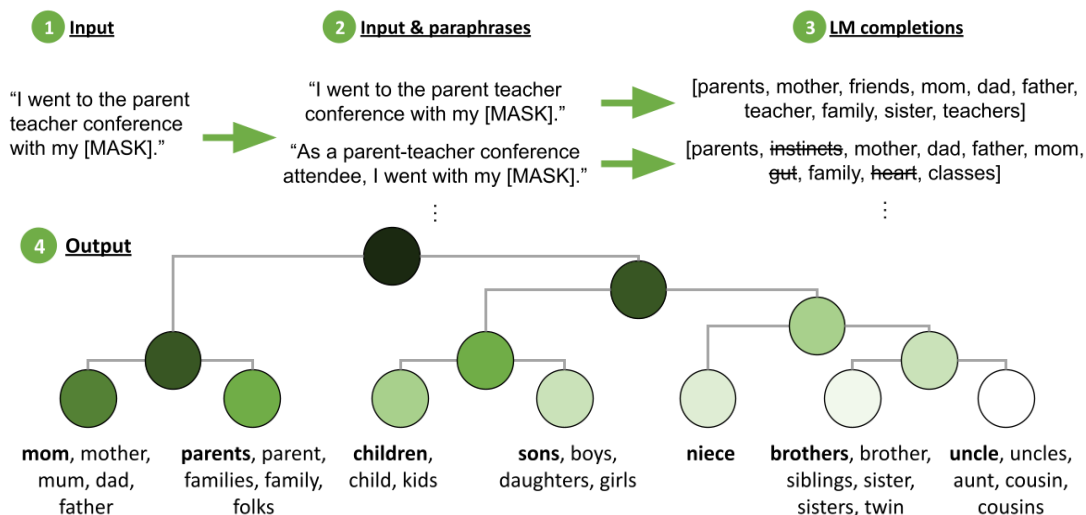 1 Input
2 Input & paraphrases
3 LM completions
“I went to the parent
teacher conference
with my [MASK].”
“I went to the parent teacher
conference with my [MASK].”
“As a parent-teacher conference
attendee, I went with my [MASK].”
⋮
[parents, mother, friends, mom, dad, father,
teacher, family, sister, teachers]
[parents, instincts, mother, dad, father, mom,
gut, family, heart, classes]
⋮
4 Output
mom, mother,
mum, dad,
father
parents, parent,
families, family,
folks
children,
child, kids
sons, boys,
daughters, girls
niece
brothers, brother,
siblings, sister,
sisters, twin
uncle, uncles,
aunt, cousin,
cousins